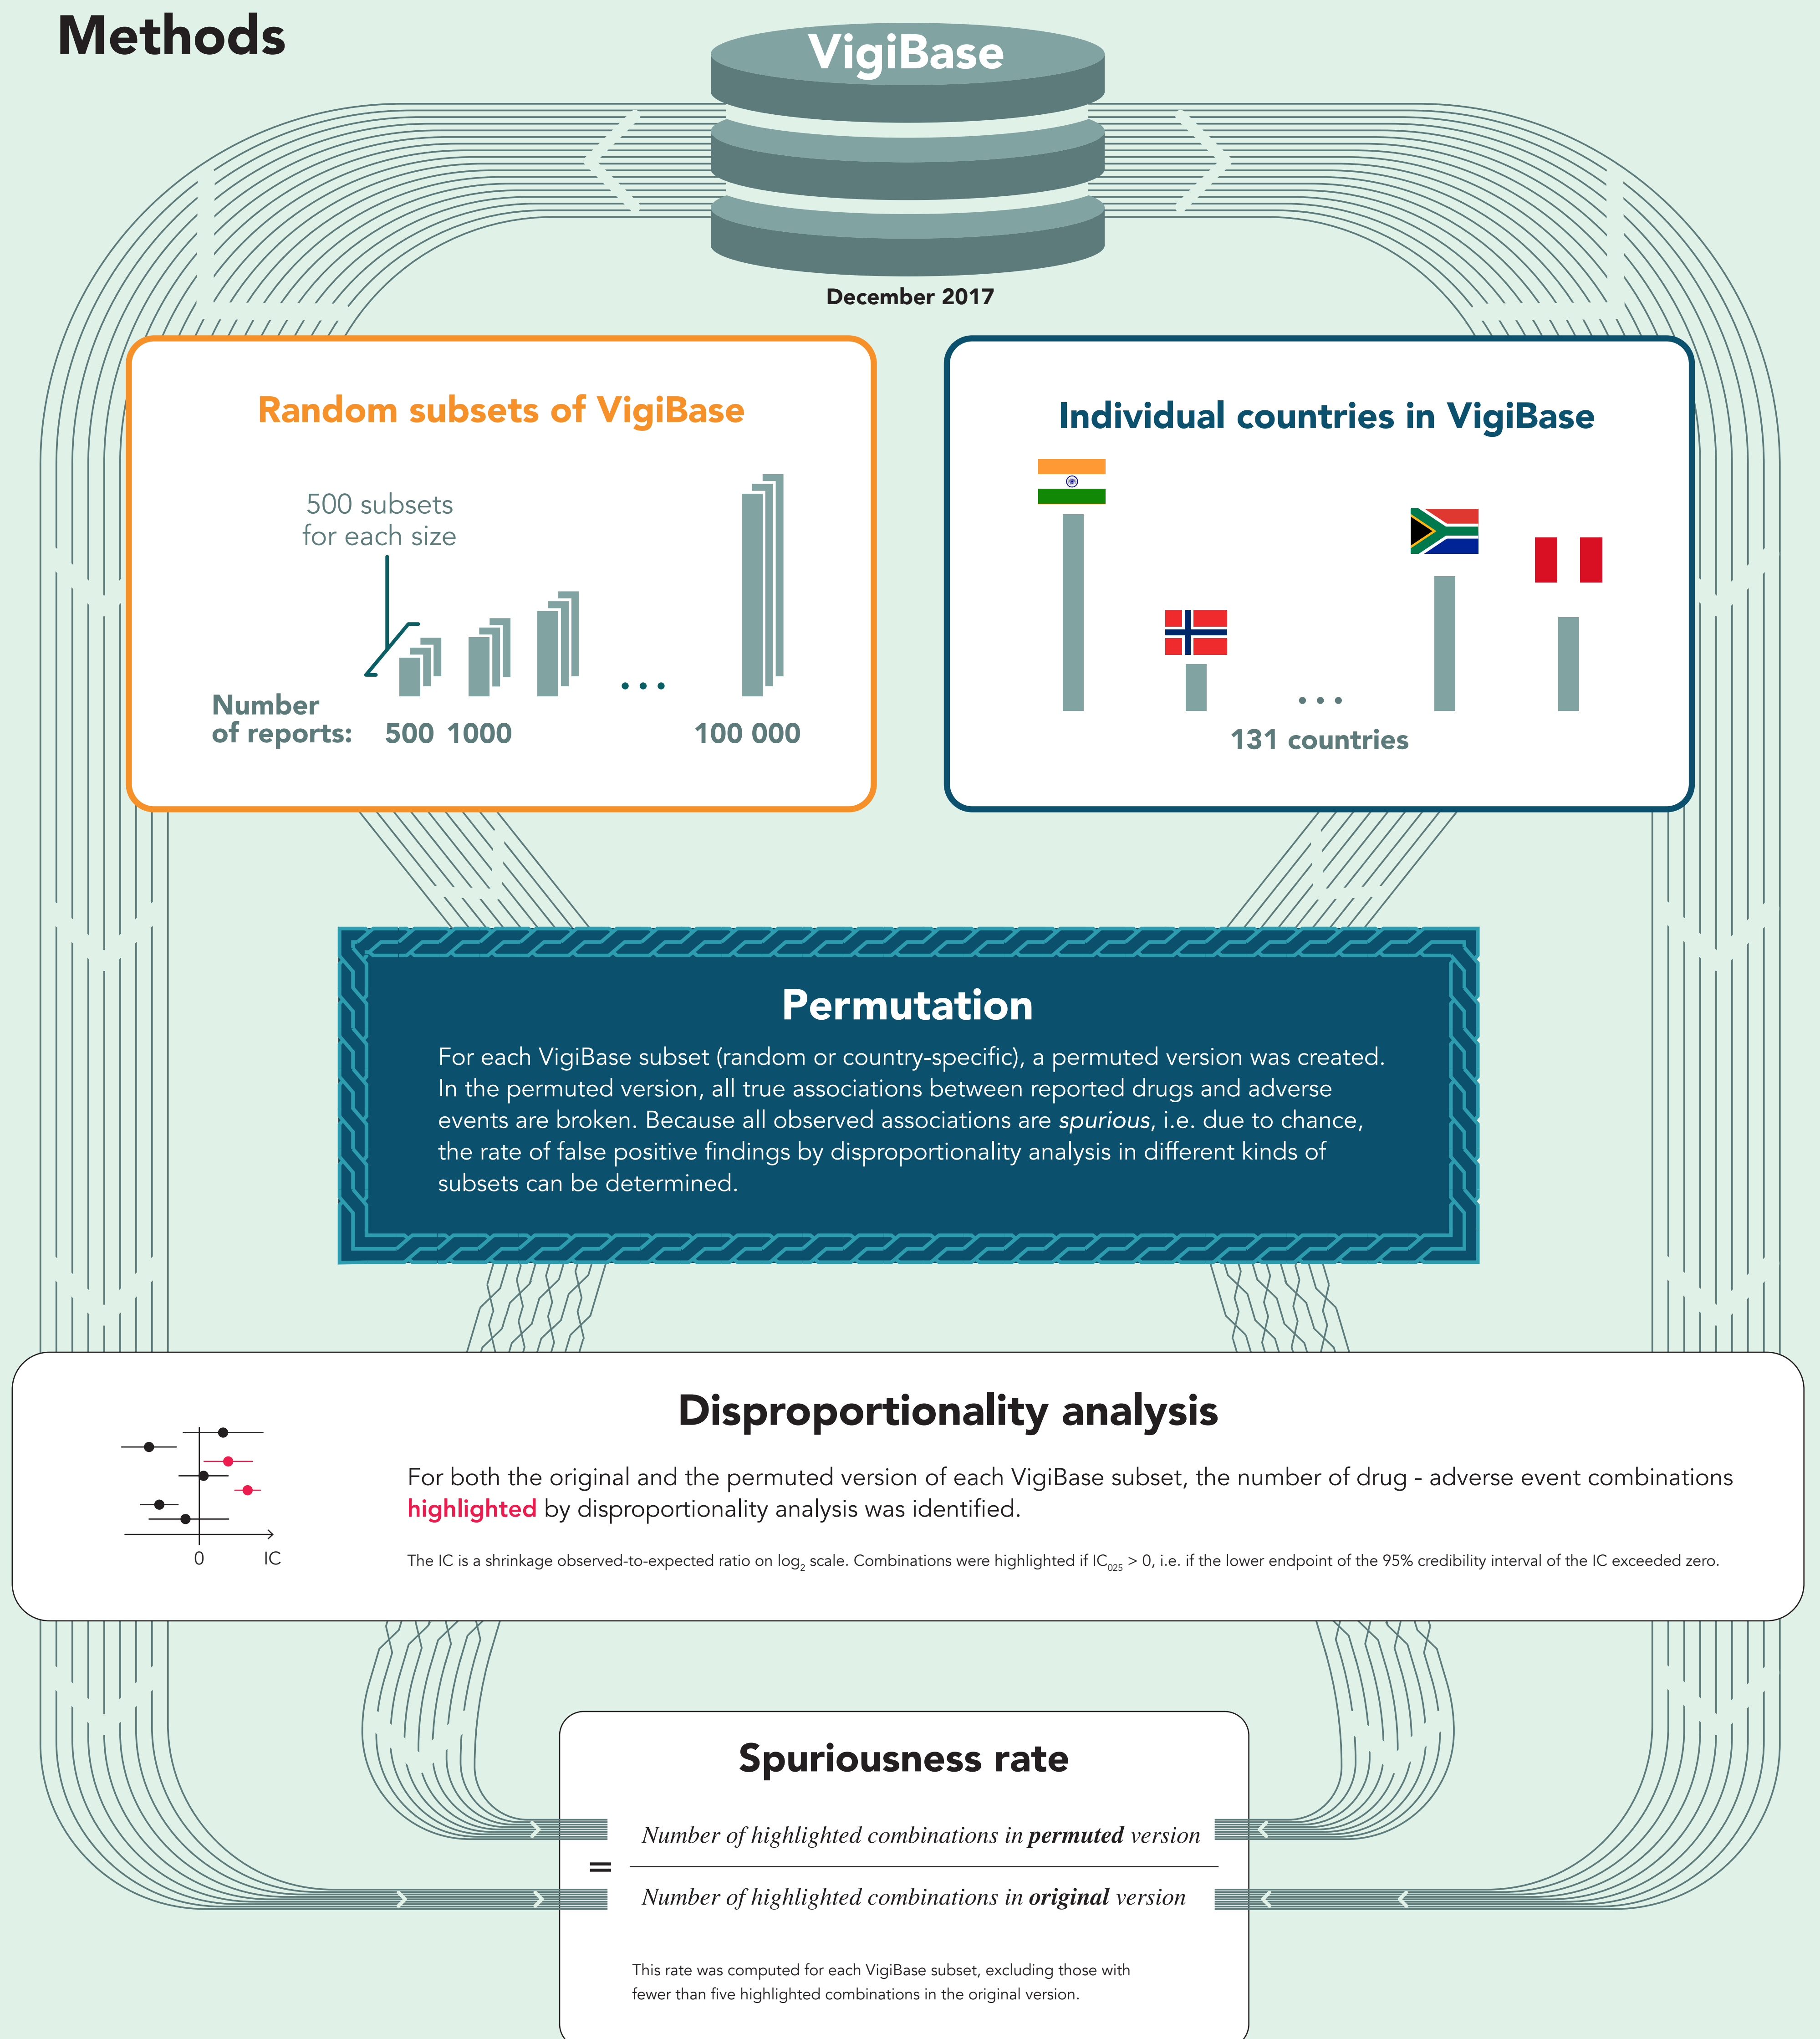 Methods
VigiBase
December 2017
Random subsets of VigiBase
500 subsets
for each size
Number
of reports: 500 1000 ... 100 000
Individual countries in VigiBase
...
131 countries
Permutation
For each VigiBase subset (random or country-specific), a permuted version was created.
In the permuted version, all true associations between reported drugs and adverse
events are broken. Because all observed associations are spurious, i.e. due to chance,
the rate of false positive findings by disproportionality analysis in different kinds of
subsets can be determined.
Disproportionality analysis
For both the original and the permuted version of each VigiBase subset, the number of drug - adverse event combinations
highlighted by disproportionality analysis was identified.
The IC is a shrinkage observed-to-expected ratio on log2 scale. Combinations were highlighted if IC025 > 0, i.e. if the lower endpoint of the 95% credibility interval of the IC exceeded zero.
0 IC
Spuriousness rate
Number of highlighted combinations in permuted version
=
Number of highlighted combinations in original version
This rate was computed for each VigiBase subset, excluding those with
fewer than five highlighted combinations in the original version.